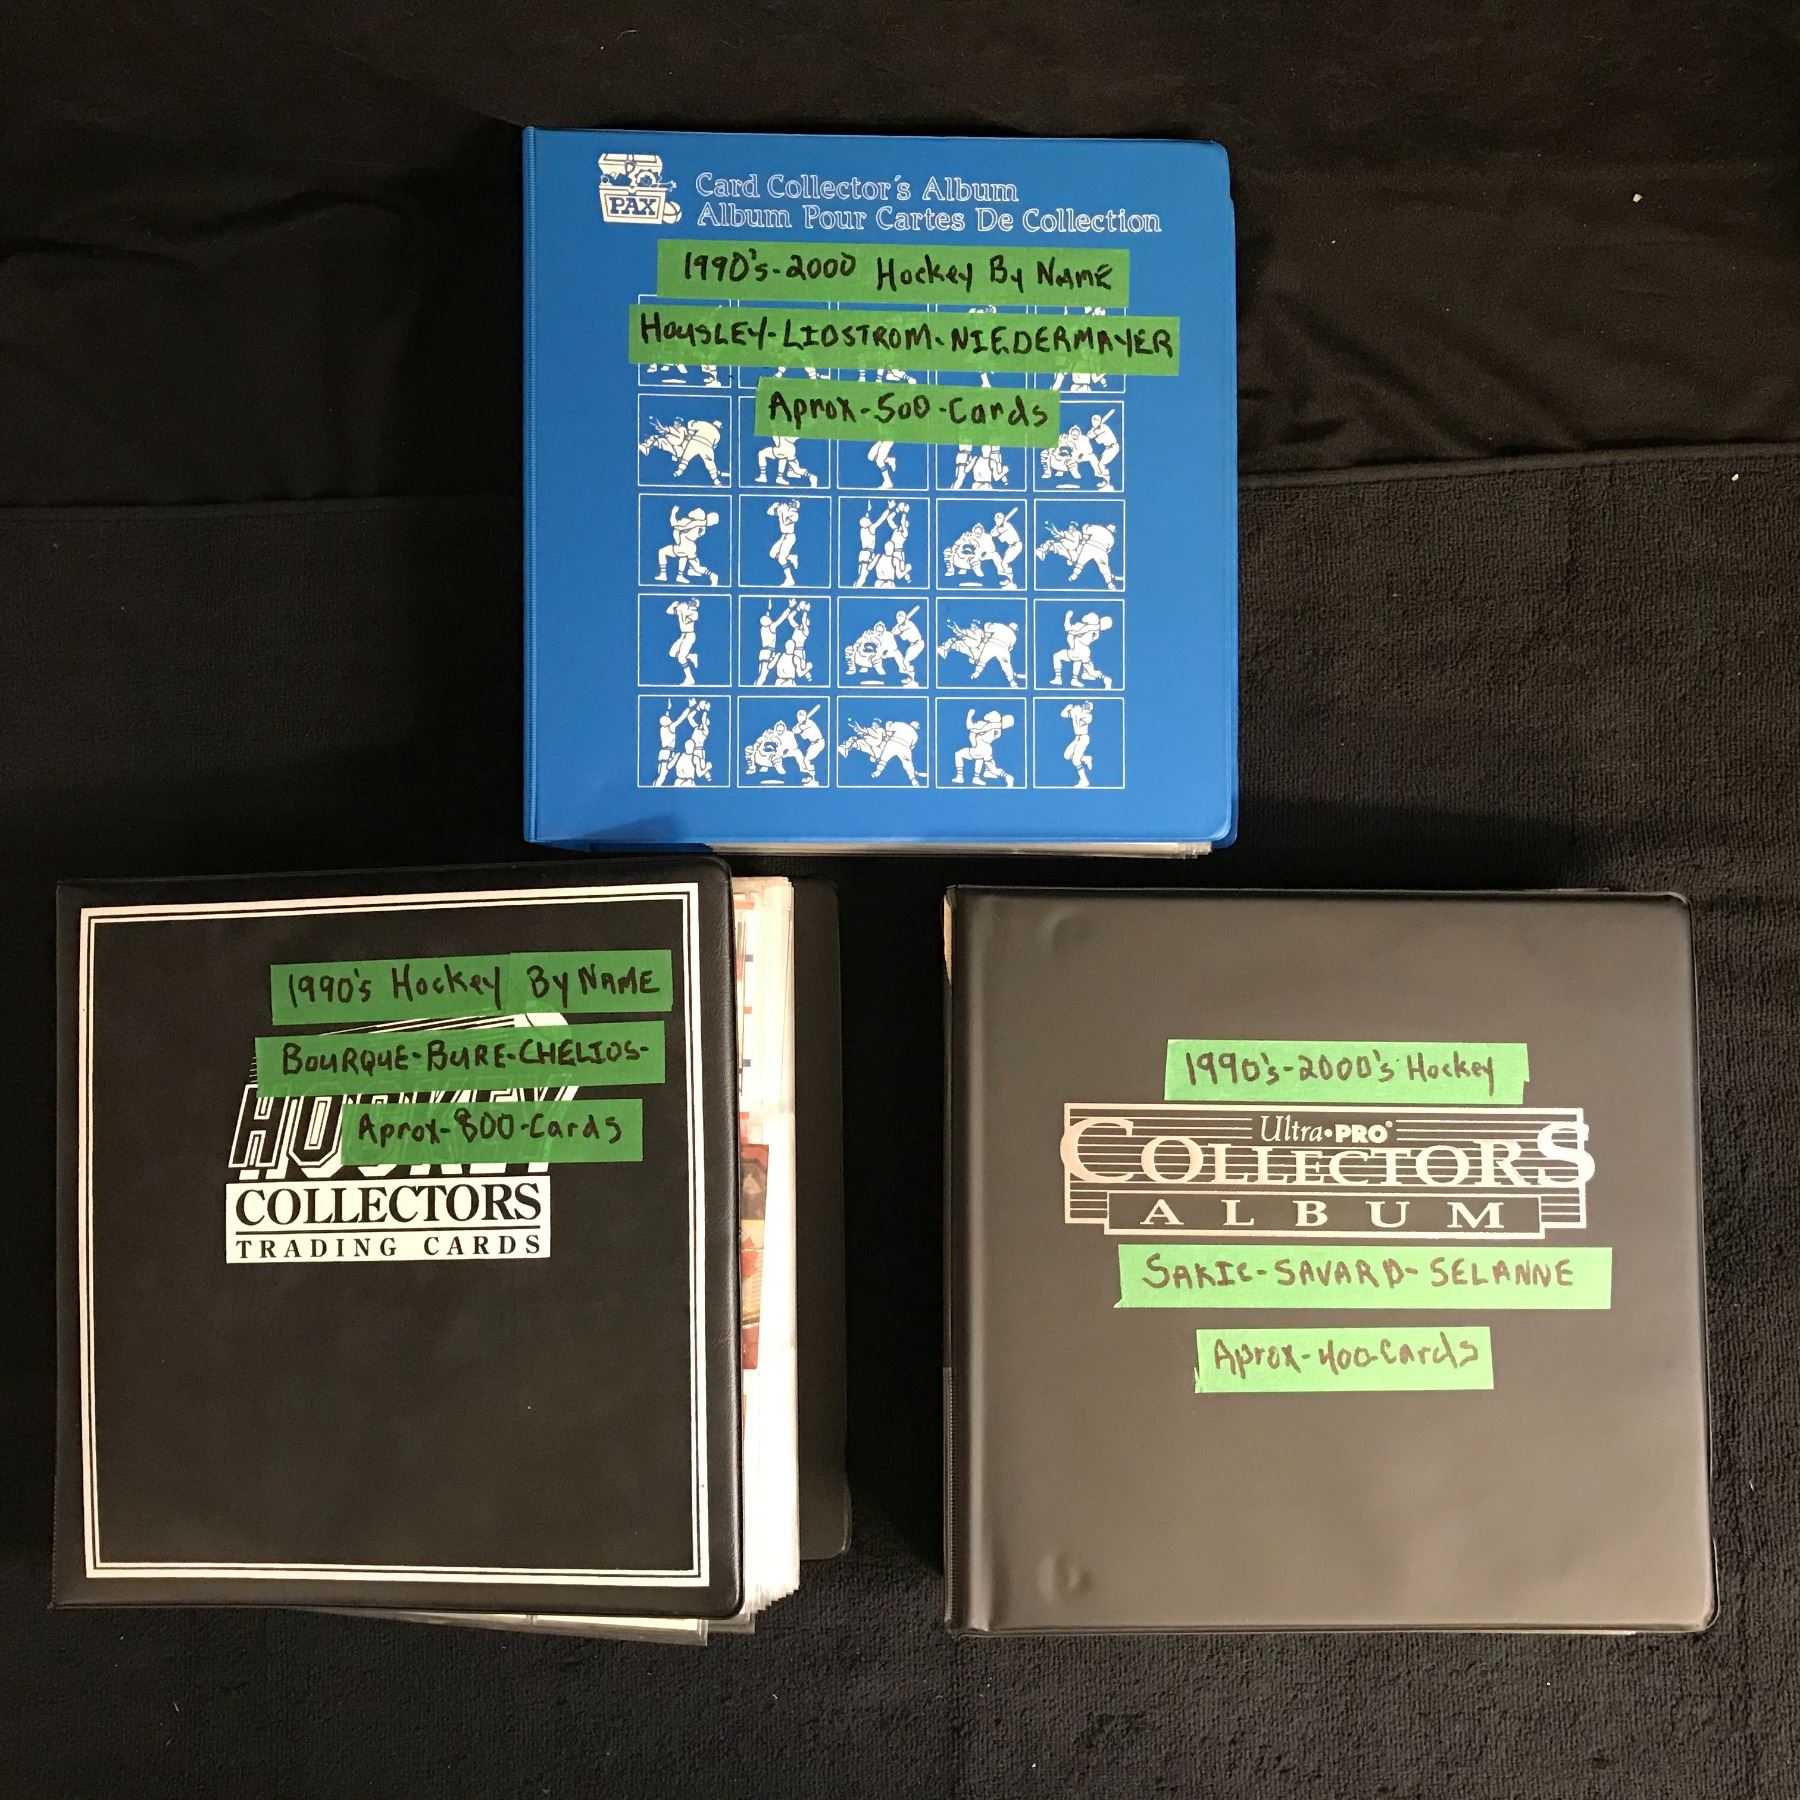 PAX
Card Collector's Album
Album Pour Cartes De Collection
1990's-2000 Hockey By NAME
HOUSLEY-LIDSTROM-NIEDERMAYER
Aprox-500-Cards
1990's Hockey By NAME
BOURQUE-BURE-CHELIOS-
HOCKEY
Aprox-800-Cards
COLLECTORS
TRADING CARDS
1990's-2000's Hockey
Ultra•PRO
COLLECTORS
ALBUM
SAKIC-SAVARD-SELANNE
Aprox-400-Cards